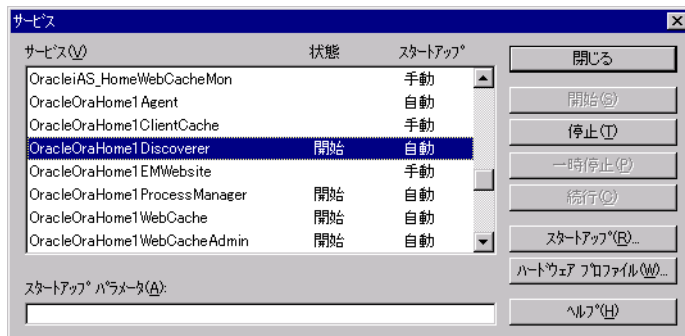 サービス
サービス(V) 状態 スタートアップ
OracleiAS_HomeWebCacheMon 手動
OracleOraHome1Agent 自動
OracleOraHome1ClientCache 手動
OracleOraHome1Discoverer 開始 自動
OracleOraHome1EMWebsite 手動
OracleOraHome1ProcessManager 開始 自動
OracleOraHome1WebCache 開始 自動
OracleOraHome1WebCacheAdmin 開始 自動
スタートアップ パラメータ(A):
閉じる
開始(S)
停止(T)
一時停止(P)
続行(C)
スタートアップ(R)...
ハードウェア プロファイル(W)...
ヘルプ(H)